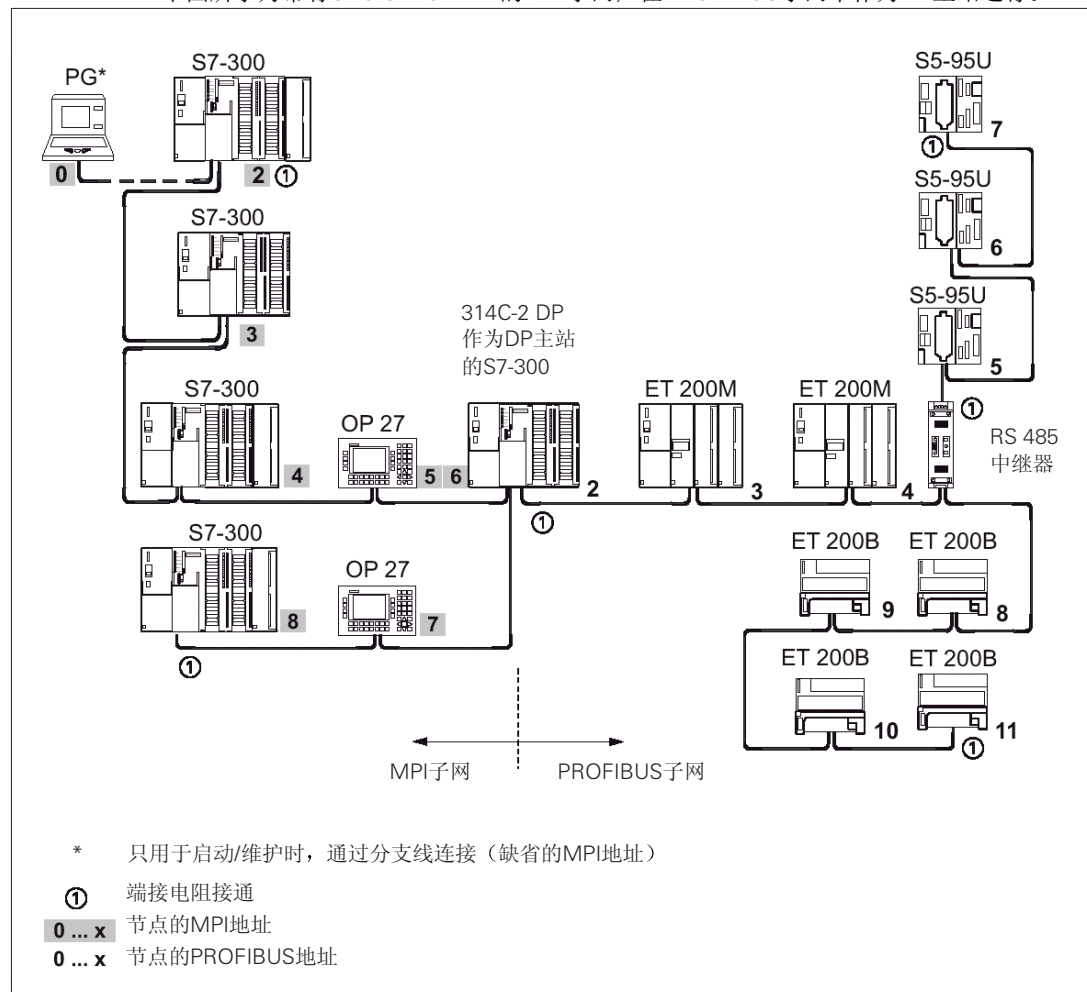 S7-300
PG*
0
2 ①
S7-300
3
S7-300
4
OP 27
5
6
314C-2 DP
作为DP主站
的S7-300
2
①
ET 200M
3
ET 200M
4
S5-95U
7
①
S5-95U
6
S5-95U
5
①
RS 485
中继器
S7-300
8
①
OP 27
7
ET 200B
9
ET 200B
8
ET 200B
10
ET 200B
11
①
MPI子网
PROFIBUS子网
* 只用于启动/维护时，通过分支线连接（缺省的MPI地址）
① 端接电阻接通
0 ... x 节点的MPI地址
0 ... x 节点的PROFIBUS地址